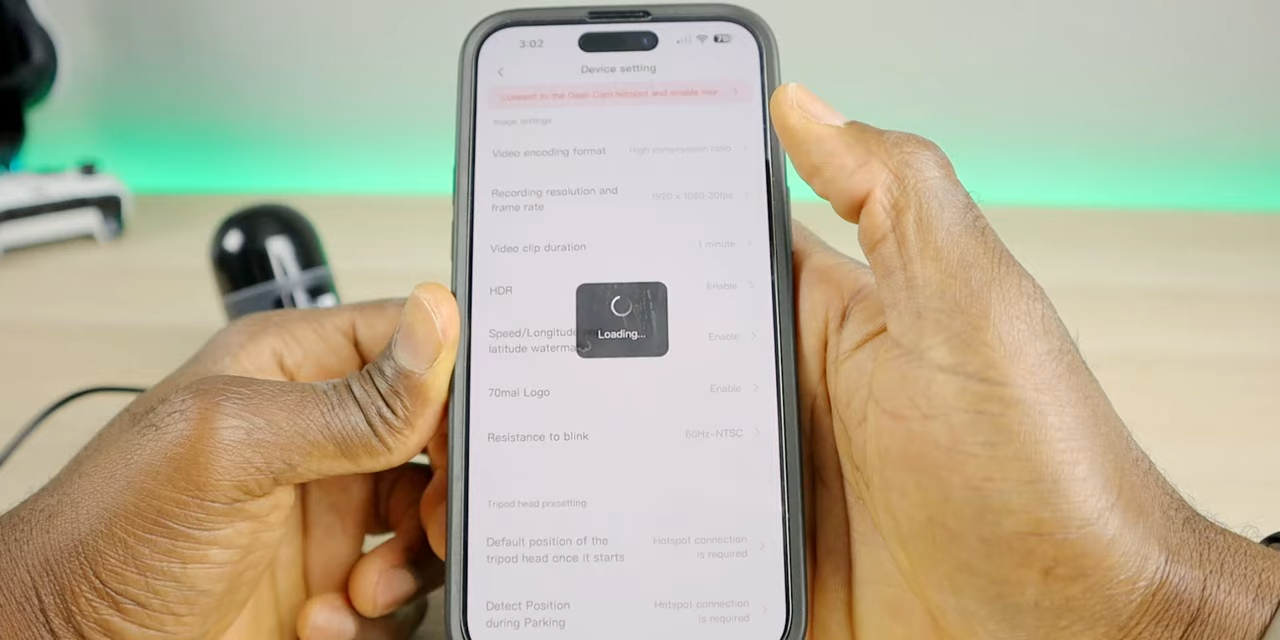 3:02
Device setting
Connect to the Dash Cam hotspot and enable
Image settings
Video encoding format
High transmission ratio
Recording resolution and
frame rate
1920 x 1080-30fps
Video clip duration
1 minute
HDR
Enable
Speed/Longitude
latitude waterma
Enable
Loading...
70mai Logo
Enable
Resistance to blink
60Hz-NTSC
Tripod head presetting
Default position of the
tripod head once it starts
Hotspot connection
is required
Detect Position
during Parking
Hotspot connection
is required